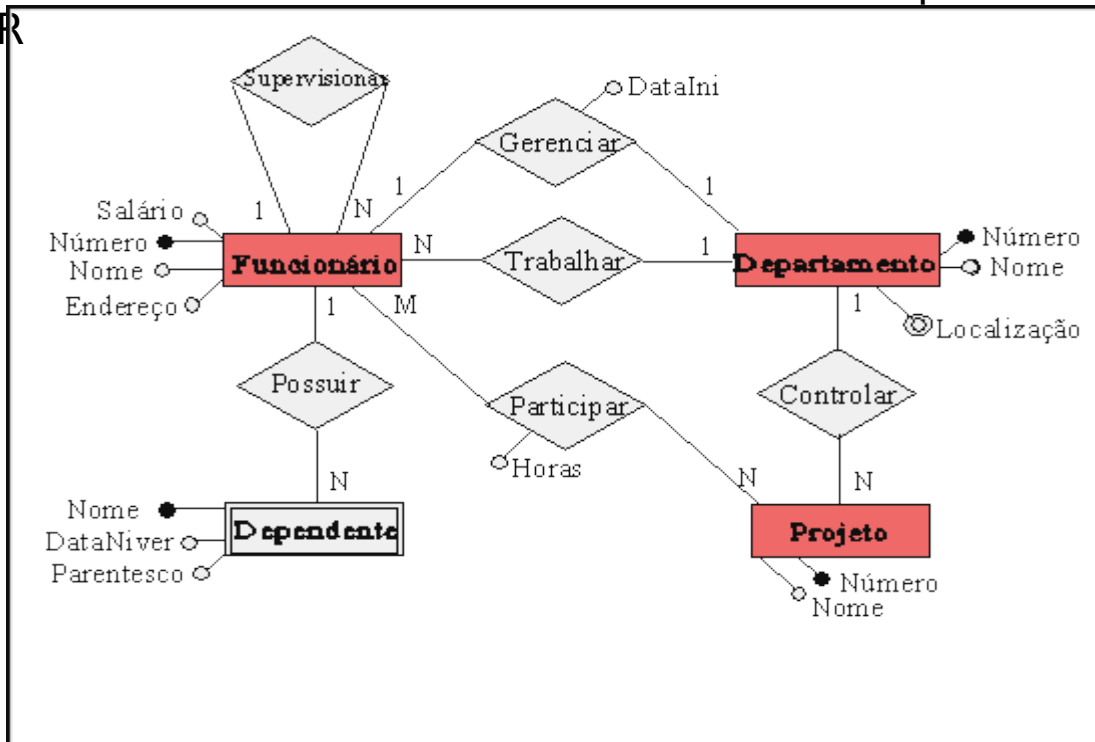 R
Supervisionar
DataIni
Gerenciar
1
1
Salário
1
N
Número
Nome
Endereço
Funcionário
N
Trabalhar
1
Departamento
Número
Nome
Localização
1
M
1
Possuir
Participar
Controlar
Horas
N
N
N
Nome
DataNiver
Parentesco
Dependente
Projeto
Número
Nome